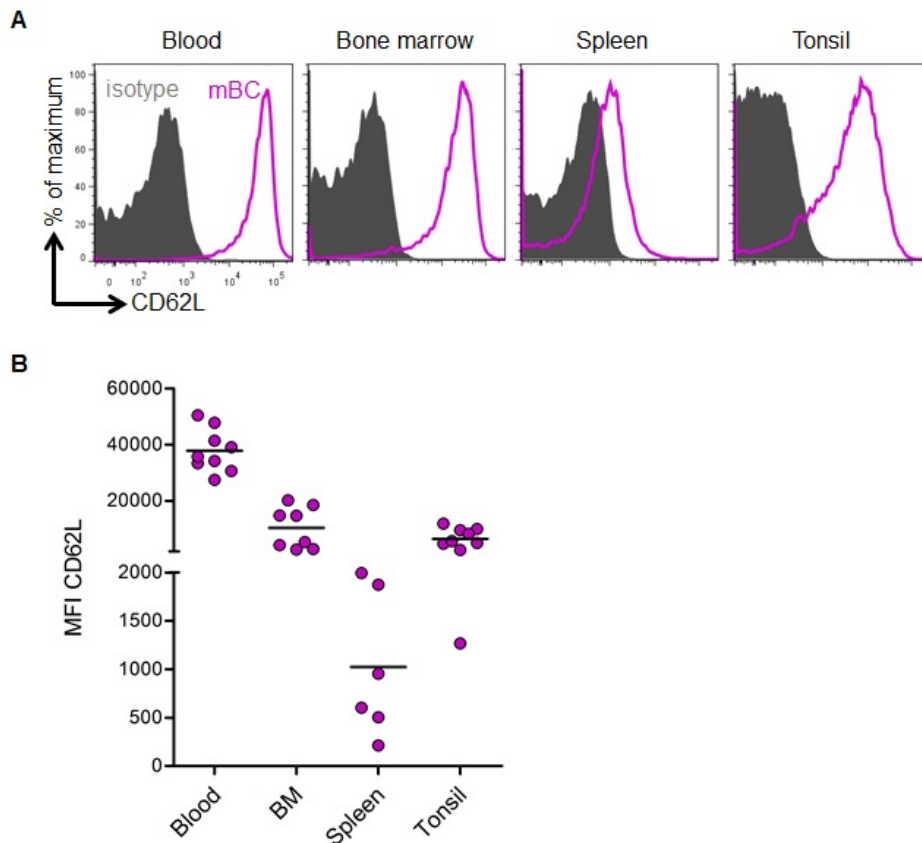 A
Blood Bone marrow Spleen Tonsil
isotype mBC
% of maximum
100
80
60
40
20
0
0 10² 10³ 10⁴ 10⁵
CD62L
B
MFI CD62L
60000
40000
20000
2000
1500
1000
500
0
Blood BM Spleen Tonsil